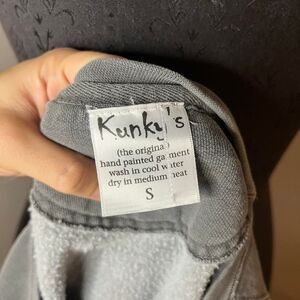 Kunky's
(the original)
hand painted garment
wash in cool water
dry in medium heat
S